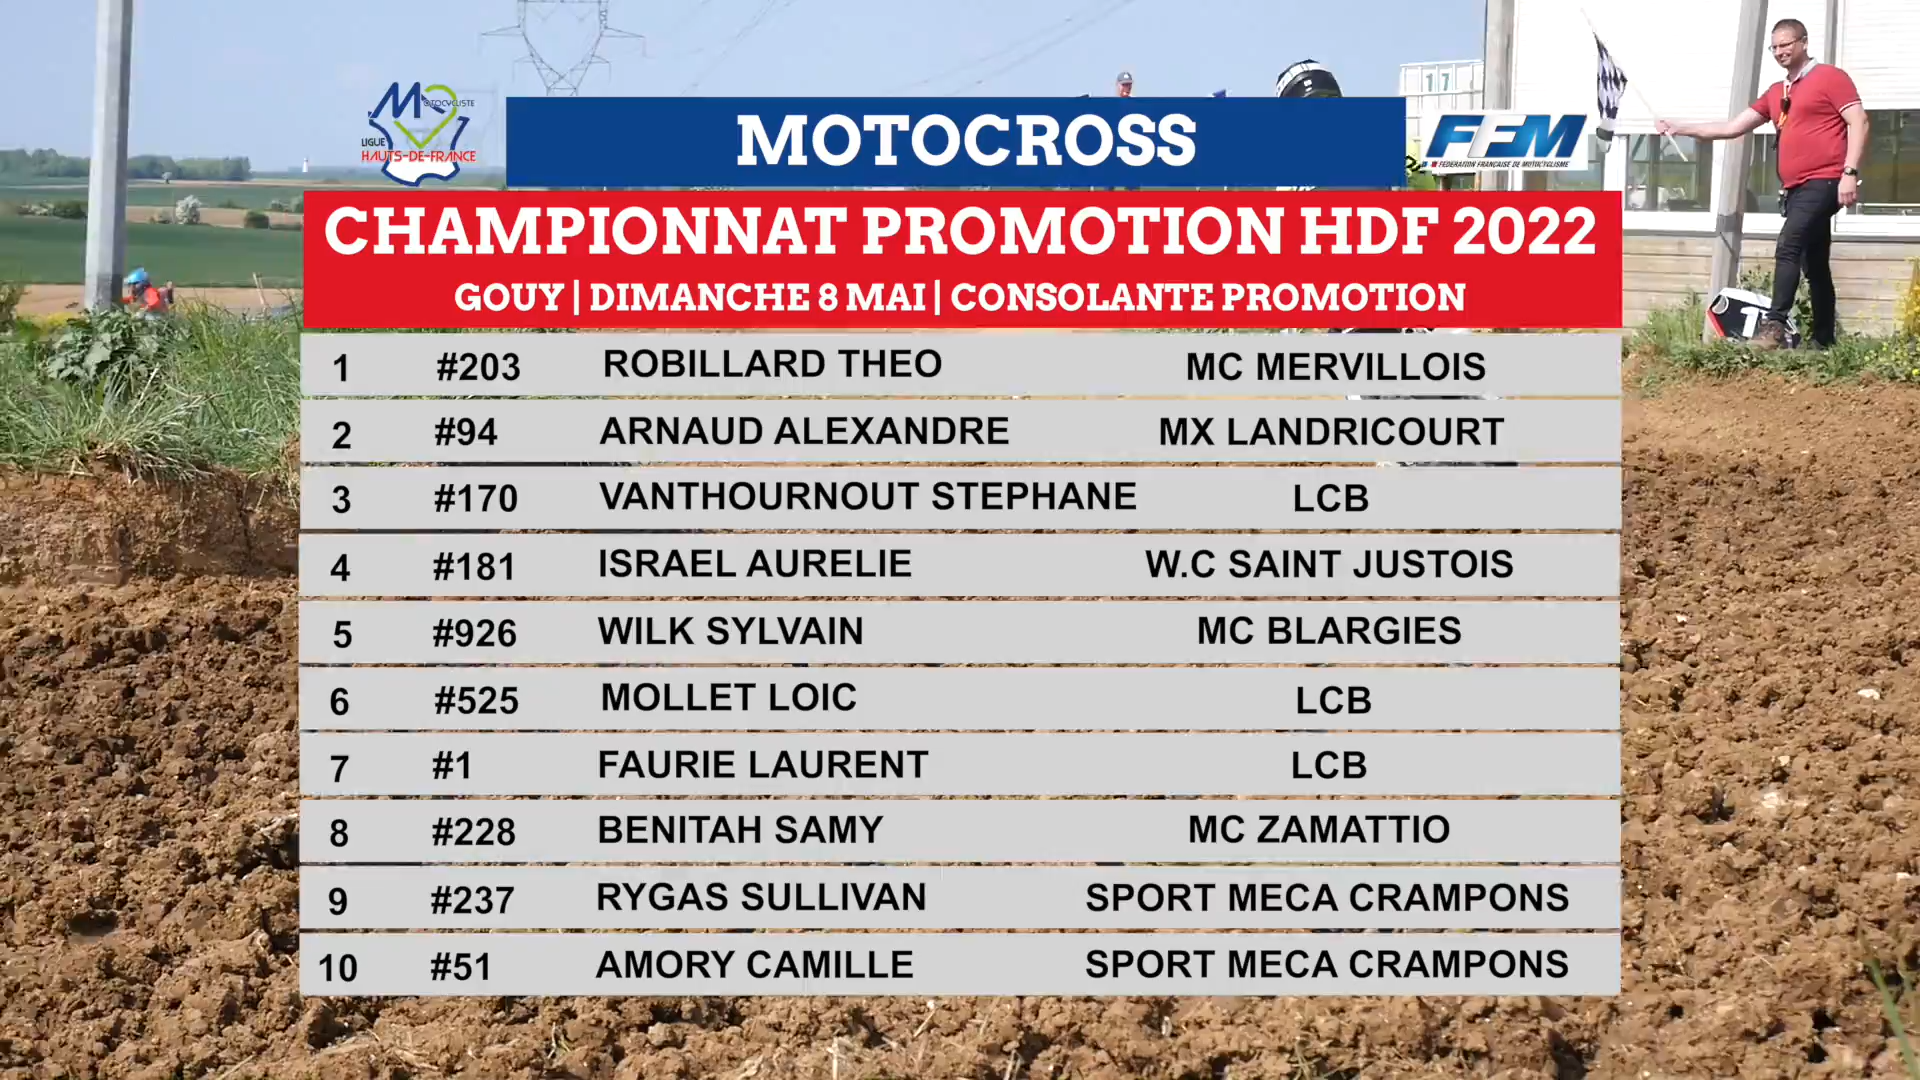 MOTOCYCLISTE
LIGUE
HAUTS-DE-FRANCE
MOTOCROSS
FFM
FEDERATION FRANÇAISE DE MOTOCYCLISME
17
CHAMPIONNAT PROMOTION HDF 2022
GOUY | DIMANCHE 8 MAI | CONSOLANTE PROMOTION
1
1 #203 ROBILLARD THEO MC MERVILLOIS
2 #94 ARNAUD ALEXANDRE MX LANDRICOURT
3 #170 VANTHOURNOUT STEPHANE LCB
4 #181 ISRAEL AURELIE W.C SAINT JUSTOIS
5 #926 WILK SYLVAIN MC BLARGIES
6 #525 MOLLET LOIC LCB
7 #1 FAURIE LAURENT LCB
8 #228 BENITAH SAMY MC ZAMATTIO
9 #237 RYGAS SULLIVAN SPORT MECA CRAMPONS
10 #51 AMORY CAMILLE SPORT MECA CRAMPONS